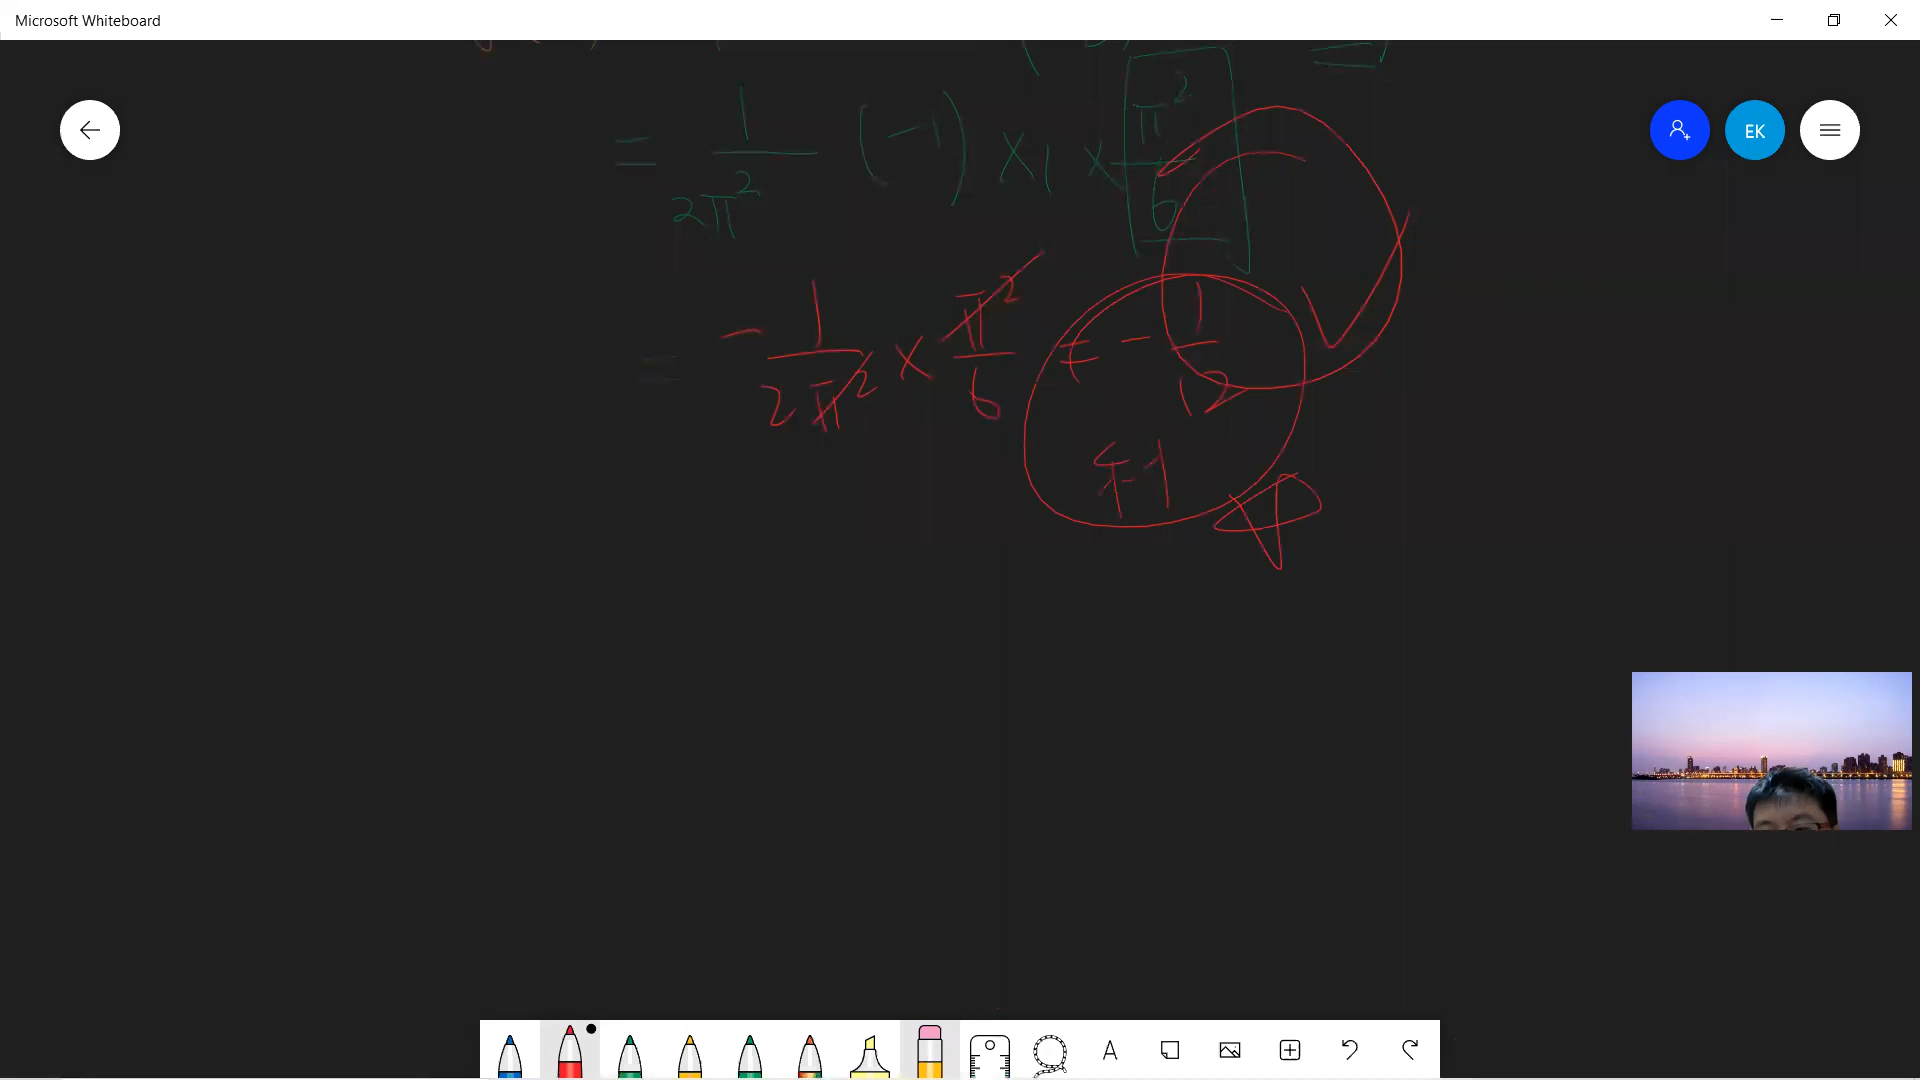 Microsoft Whiteboard
EK
= 1/2π² (-1) × 1 × π²/6
= - 1/2π² × π²/6 = - 1/12
A